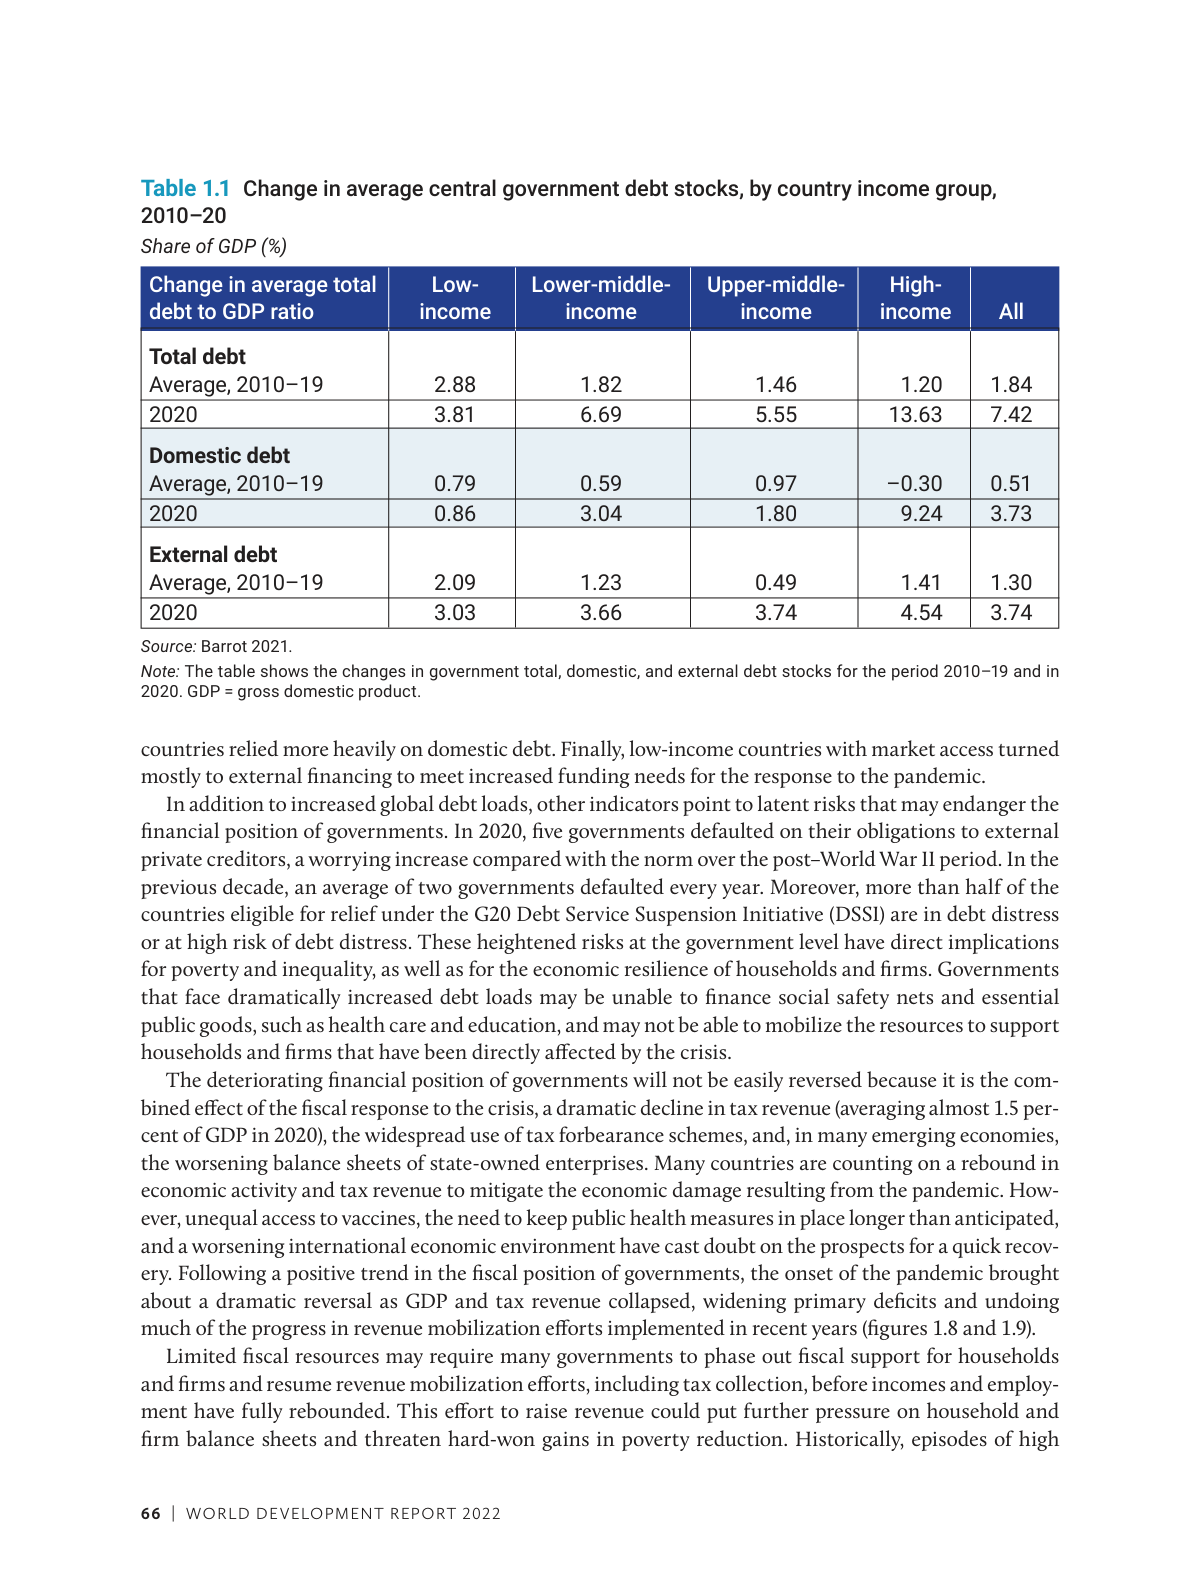 Table 1.1 Change in average central government debt stocks, by country income group,
2010–20
Share of GDP (%)
Change in average total debt to GDP ratio Low-income Lower-middle-income Upper-middle-income High-income All
Total debt
Average, 2010–19 2.88 1.82 1.46 1.20 1.84
2020 3.81 6.69 5.55 13.63 7.42
Domestic debt
Average, 2010–19 0.79 0.59 0.97 −0.30 0.51
2020 0.86 3.04 1.80 9.24 3.73
External debt
Average, 2010–19 2.09 1.23 0.49 1.41 1.30
2020 3.03 3.66 3.74 4.54 3.74
Source: Barrot 2021.
Note: The table shows the changes in government total, domestic, and external debt stocks for the period 2010–19 and in
2020. GDP = gross domestic product.
countries relied more heavily on domestic debt. Finally, low-income countries with market access turned
mostly to external financing to meet increased funding needs for the response to the pandemic.
In addition to increased global debt loads, other indicators point to latent risks that may endanger the
financial position of governments. In 2020, five governments defaulted on their obligations to external
private creditors, a worrying increase compared with the norm over the post–World War II period. In the
previous decade, an average of two governments defaulted every year. Moreover, more than half of the
countries eligible for relief under the G20 Debt Service Suspension Initiative (DSSI) are in debt distress
or at high risk of debt distress. These heightened risks at the government level have direct implications
for poverty and inequality, as well as for the economic resilience of households and firms. Governments
that face dramatically increased debt loads may be unable to finance social safety nets and essential
public goods, such as health care and education, and may not be able to mobilize the resources to support
households and firms that have been directly affected by the crisis.
The deteriorating financial position of governments will not be easily reversed because it is the com-
bined effect of the fiscal response to the crisis, a dramatic decline in tax revenue (averaging almost 1.5 per-
cent of GDP in 2020), the widespread use of tax forbearance schemes, and, in many emerging economies,
the worsening balance sheets of state-owned enterprises. Many countries are counting on a rebound in
economic activity and tax revenue to mitigate the economic damage resulting from the pandemic. How-
ever, unequal access to vaccines, the need to keep public health measures in place longer than anticipated,
and a worsening international economic environment have cast doubt on the prospects for a quick recov-
ery. Following a positive trend in the fiscal position of governments, the onset of the pandemic brought
about a dramatic reversal as GDP and tax revenue collapsed, widening primary deficits and undoing
much of the progress in revenue mobilization efforts implemented in recent years (figures 1.8 and 1.9).
Limited fiscal resources may require many governments to phase out fiscal support for households
and firms and resume revenue mobilization efforts, including tax collection, before incomes and employ-
ment have fully rebounded. This effort to raise revenue could put further pressure on household and
firm balance sheets and threaten hard-won gains in poverty reduction. Historically, episodes of high
66 | WORLD DEVELOPMENT REPORT 2022